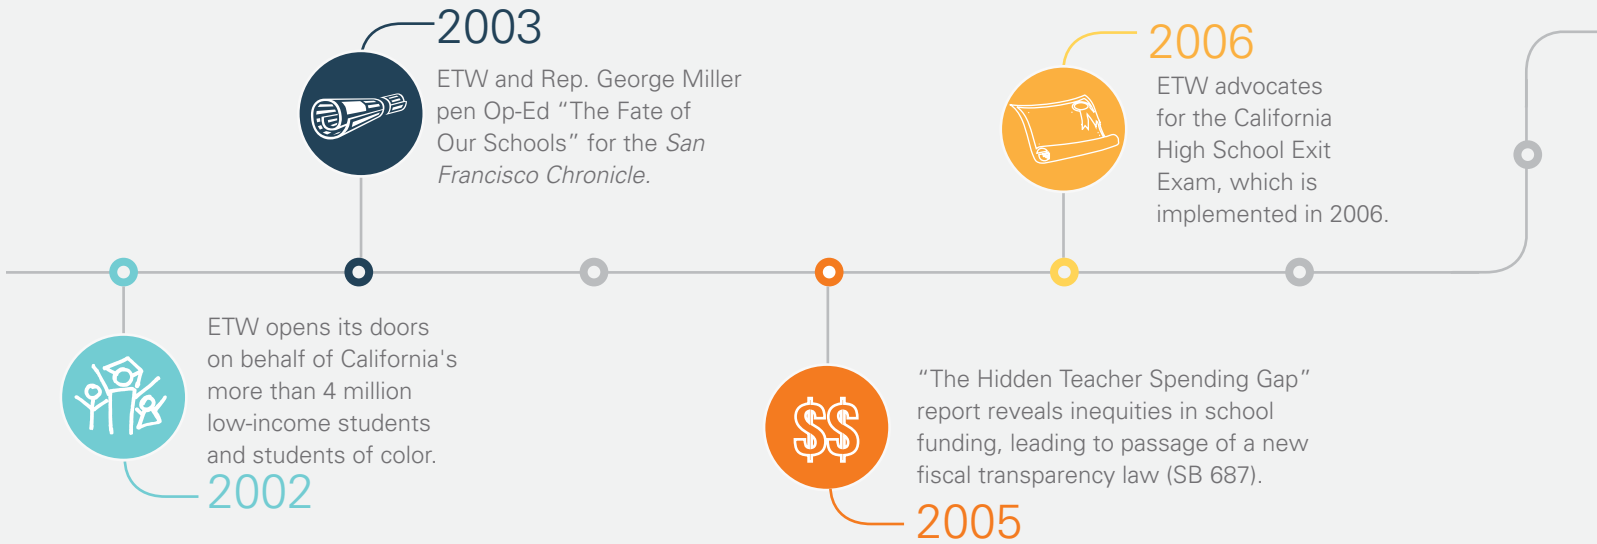 2003
ETW and Rep. George Miller
pen Op-Ed “The Fate of
Our Schools” for the San
Francisco Chronicle.
2006
ETW advocates
for the California
High School Exit
Exam, which is
implemented in 2006.
ETW opens its doors
on behalf of California's
more than 4 million
low-income students
and students of color.
2002
$$
“The Hidden Teacher Spending Gap”
report reveals inequities in school
funding, leading to passage of a new
fiscal transparency law (SB 687).
2005